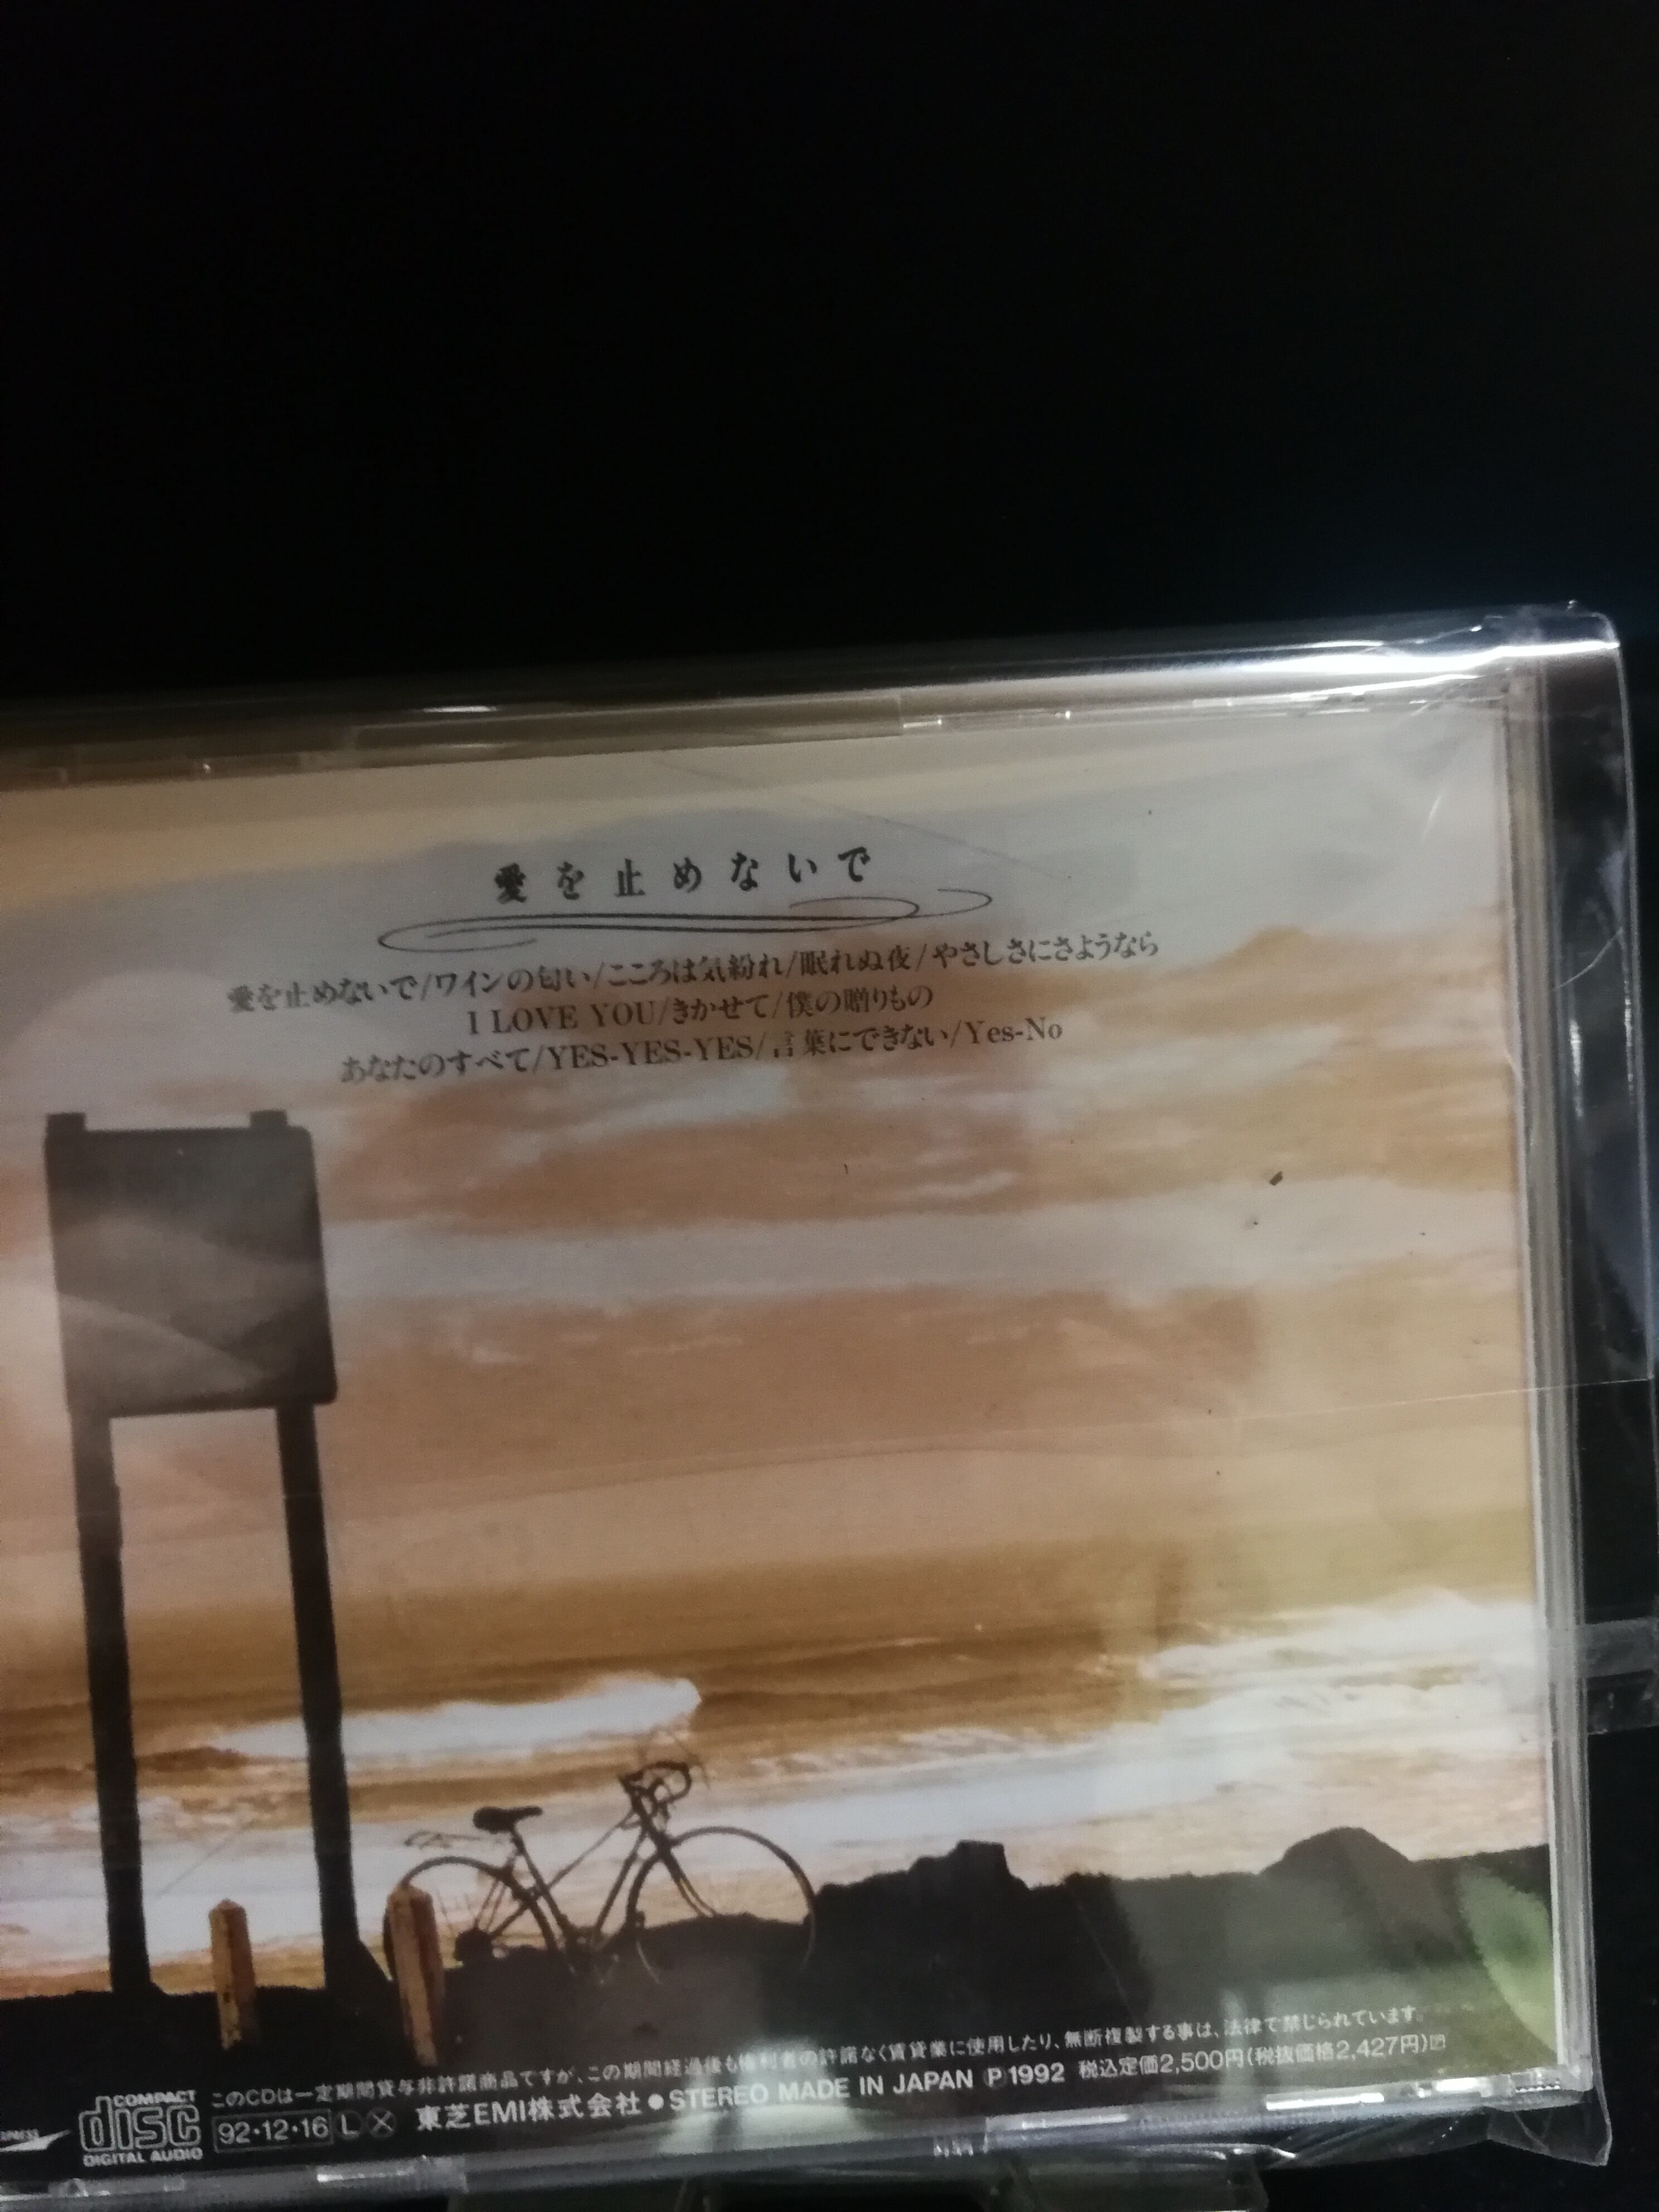 愛を止めないで
愛を止めないで/ワインの匂い/こころは気紛れ/眠れぬ夜/やさしさにさようなら
I LOVE YOU/きかせて/僕の贈りもの
あなたのすべて/YES-YES-YES/言葉にできない/Yes-No
このCDは一定期間貸与非許諾商品ですが、この期間経過後も権利者の許諾なく賃貸業に使用したり、無断複製する事は、法律で禁じられています。
COMPACT
disc
DIGITAL AUDIO
92・12・16 L X 東芝EMI株式会社●STEREO MADE IN JAPAN Ⓟ1992 税込定価2,500円(税抜価格2,427円)